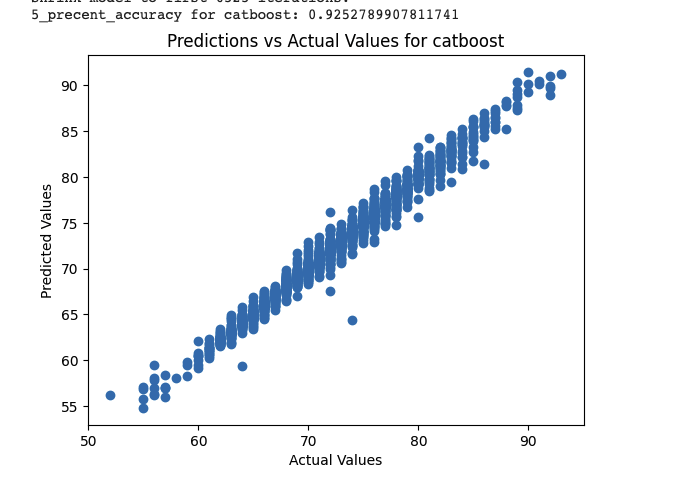 5_precent_accuracy for catboost: 0.9252789907811741
Predictions vs Actual Values for catboost
90
85
80
75
70
65
60
55
Predicted Values
50 60 70 80 90
Actual Values